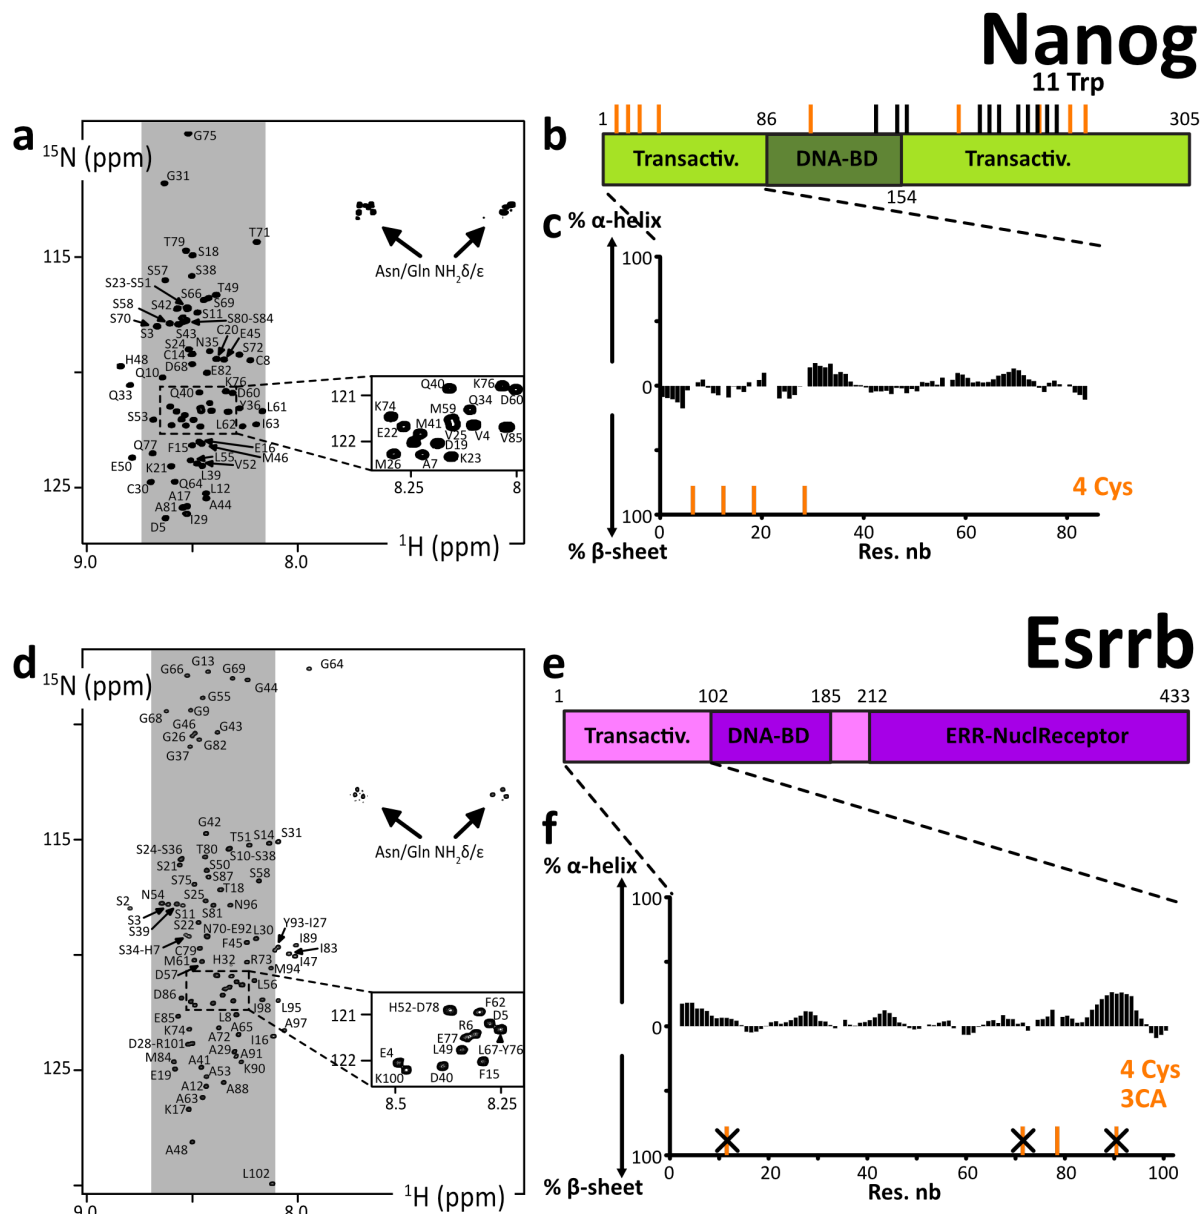 Nanog
11 Trp
a
15N (ppm)
G75
G31
T71
T79
S18
S57
S38
S23-S51
T49
S66
S69
S58
S42
S11
S70
S80-S84
S3
S43
C20
E45
S24
N35
S72
C14
C8
H48
D68
E82
Q10
K76
Q33
Q40
D60
Y36
L61
S53
L62
I63
Q77
F15
E16
M46
E50
K21
L55
V52
L39
C30
Q64
L12
A17
A44
A81
I29
D5
Asn/Gln NH2δ/ε
Q40
K76
121
Q34
D60
K74
M59
M41
E22
V25
V4
V85
122
D19
M26
A7
K23
8.25
8
115
125
1H (ppm)
9.0
8.0
b
1
86
305
Transactiv.
DNA-BD
Transactiv.
154
c
% α-helix
100
0
4 Cys
100
0
20
40
60
80
% β-sheet
Res. nb
Esrrb
d
15N (ppm)
G13
G66
G69
G64
G44
G55
G68
G9
G46
G43
G26
G82
G37
G42
T51
S14
S31
S24-S36
T80
S10-S38
S21
S50
S87
S58
S75
T18
N54
S25
S2
N96
S3
S11
S81
S39
S22
N70-E92
L30
Y93-I27
I89
S34-H7
F45
I83
C79
I47
M61
H32
R73
M94
D57
L56
D86
I98
L95
E85
L8
A97
K74
A65
I16
A72
D28-R101
A29
A91
M84
A41
K90
E19
A53
A12
A88
A63
K17
A48
L102
Asn/Gln NH2δ/ε
H52-D78
F62
121
D5
R6
E77
L49
L67-Y76
E4
122
K100
D40
F15
8.5
8.25
115
125
1H (ppm)
9.0
8.0
e
1
102
185
212
433
Transactiv.
DNA-BD
ERR-NuclReceptor
f
% α-helix
100
0
4 Cys
3CA
100
0
20
40
60
80
100
% β-sheet
Res. nb